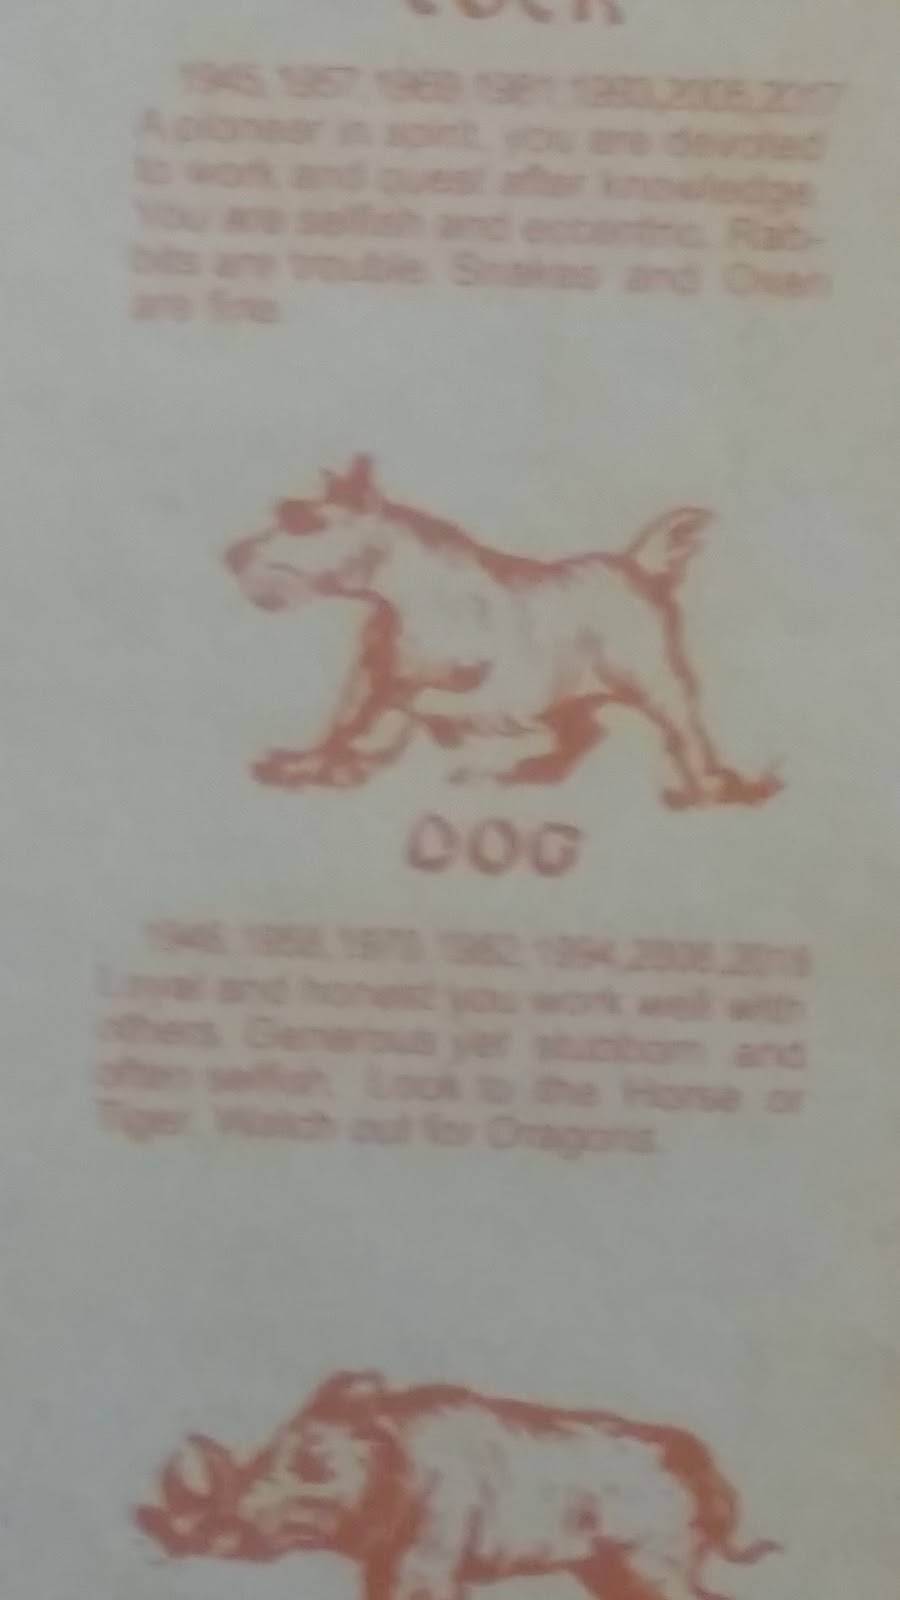 COCK
1945, 1957, 1969, 1981, 1993,2005,2017
A pioneer in spirit, you are devoted
to work and quest after knowledge.
You are selfish and eccentric. Rab-
bits are trouble. Snakes and Oxen
are fine.
DOG
1946, 1958, 1970, 1982, 1994,2006,2018
Loyal and honest you work well with
others. Generous yet stubborn and
often selfish. Look to the Horse or
Tiger. Watch out for Dragons.